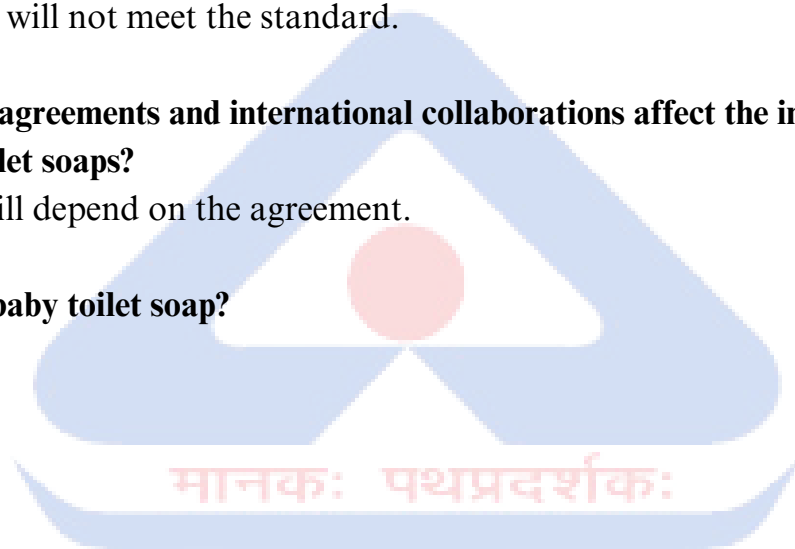 will not meet the standard.
agreements and international collaborations affect the
let soaps?
ill depend on the agreement.
baby toilet soap?
मानकः पथप्रदर्शकः